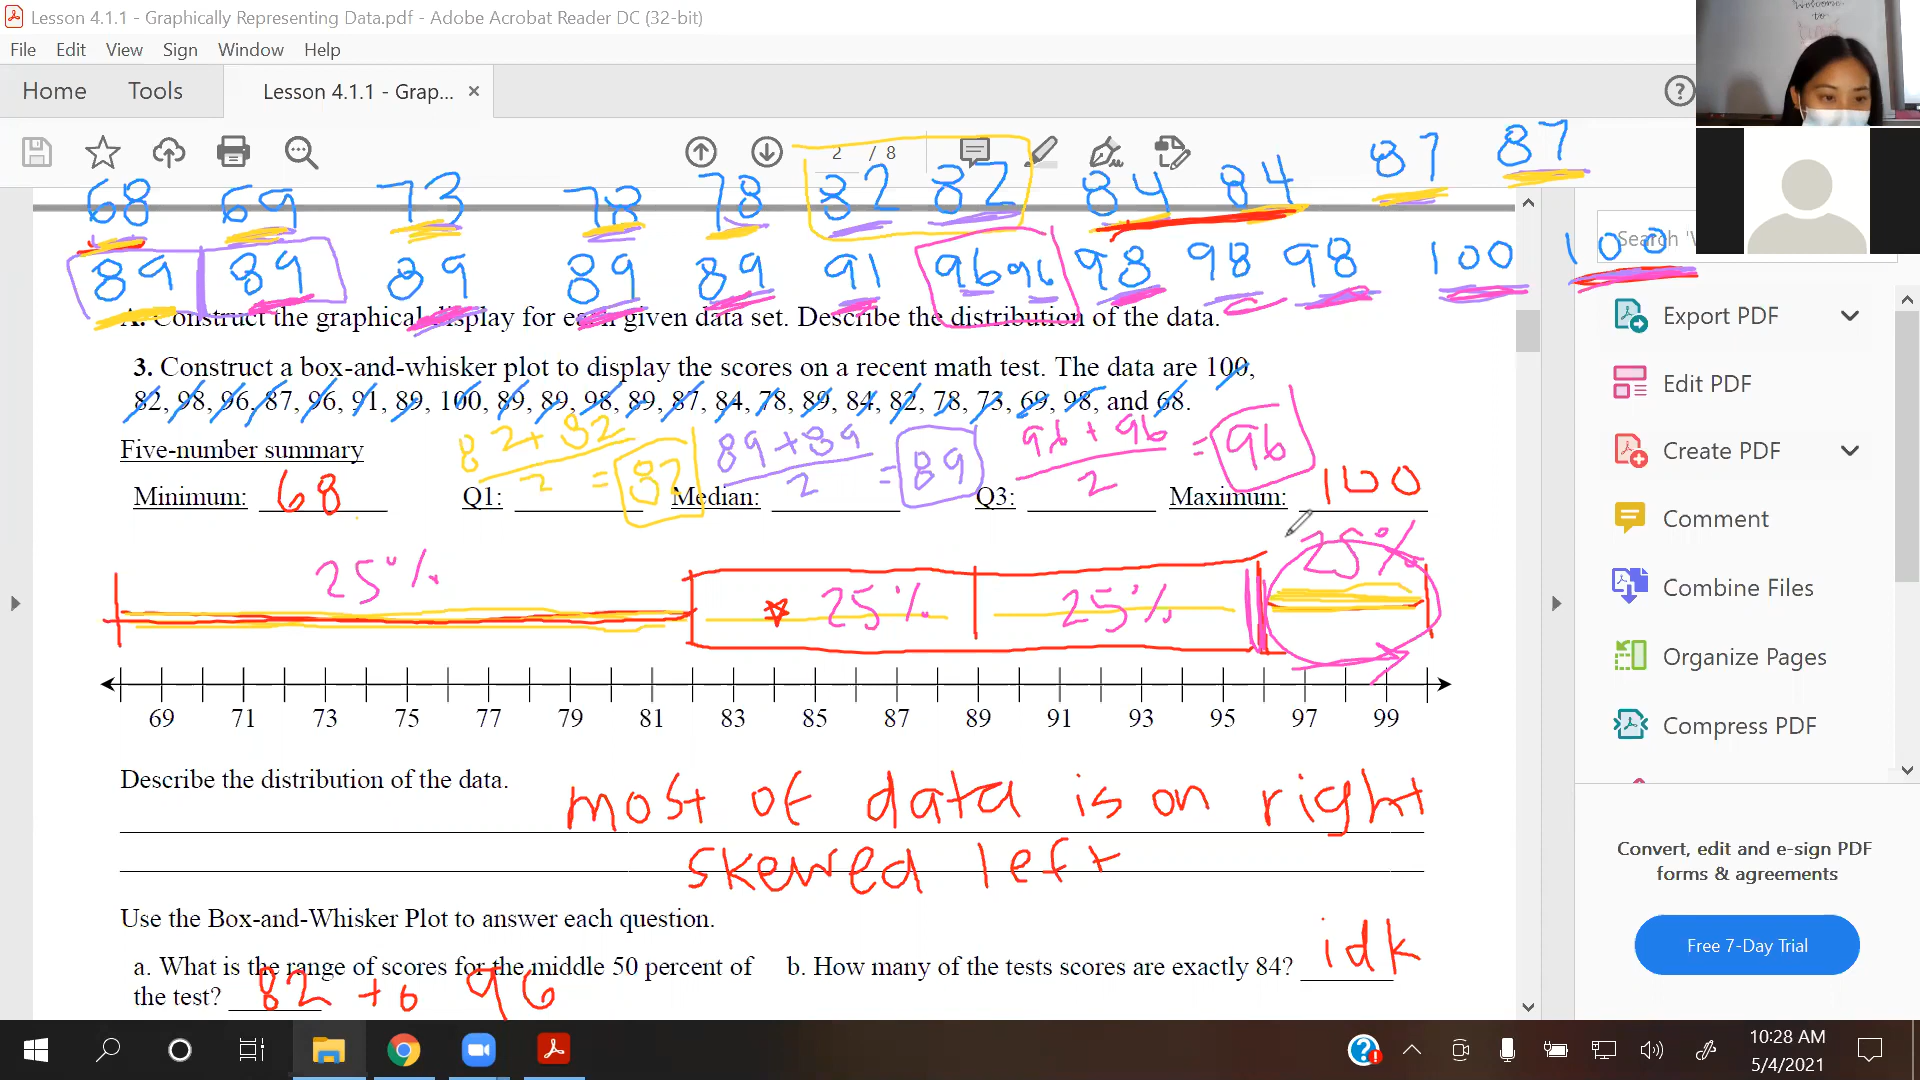 Lesson 4.1.1 - Graphically Representing Data.pdf - Adobe Acrobat Reader DC (32-bit)
File Edit View Sign Window Help
Home Tools Lesson 4.1.1 - Grap... ×
2 / 8
68 69 73 78 78 82 82 84 84 87 87
89 89 89 89 89 91 96 96 98 98 98 100 100
A. Construct the graphical display for each given data set. Describe the distribution of the data.
3. Construct a box-and-whisker plot to display the scores on a recent math test. The data are 100,
82, 98, 96, 87, 96, 91, 89, 100, 89, 89, 98, 89, 87, 84, 78, 89, 84, 82, 78, 73, 69, 98, and 68.
Five-number summary
82+82 / 2 = 82
89+89 / 2 = 89
96+96 / 2 = 96
Minimum: 68 Q1: Median: Q3: Maximum: 100
25% 25% 25% 25%
69 71 73 75 77 79 81 83 85 87 89 91 93 95 97 99
Describe the distribution of the data.
most of data is on right
skewed left
Use the Box-and-Whisker Plot to answer each question.
a. What is the range of scores for the middle 50 percent of
the test? 82 to 96
b. How many of the tests scores are exactly 84? idk
Welcome
to
Export PDF
Edit PDF
Create PDF
Comment
Combine Files
Organize Pages
Compress PDF
Convert, edit and e-sign PDF
forms & agreements
Free 7-Day Trial
10:28 AM
5/4/2021